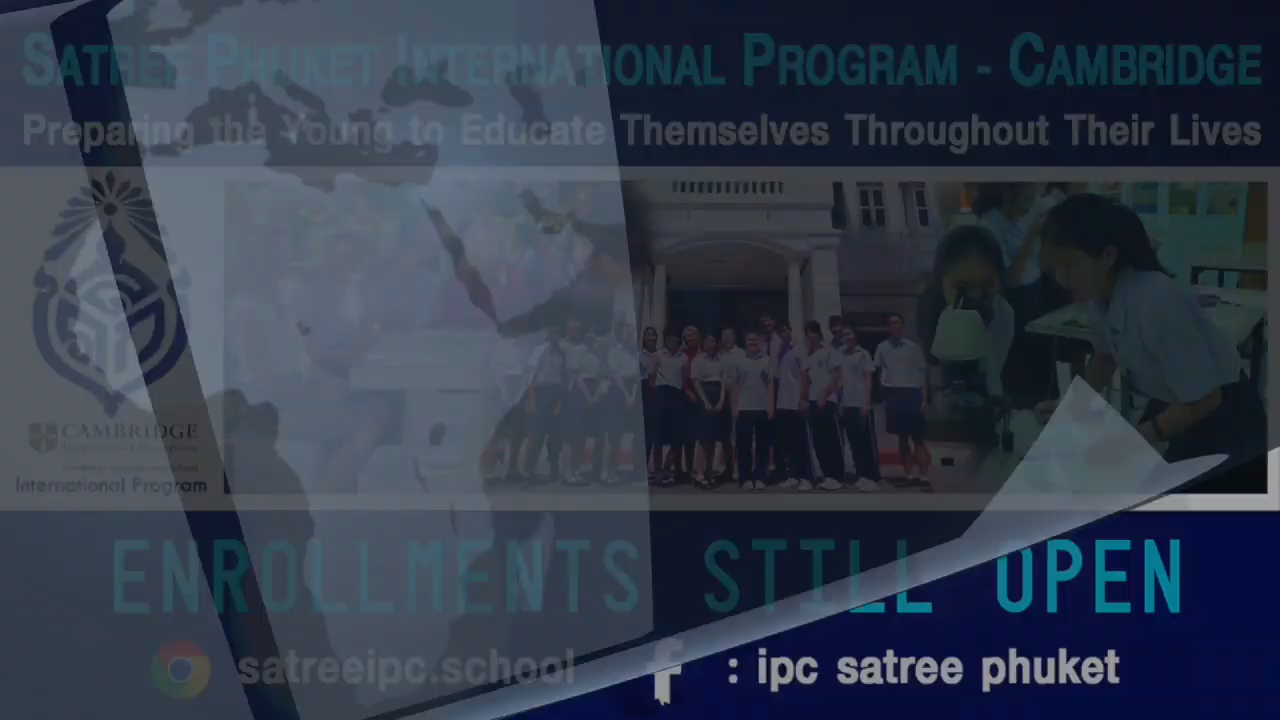 SATREE PHUKET INTERNATIONAL PROGRAM - CAMBRIDGE
Preparing the Young to Educate Themselves Throughout Their Lives
CAMBRIDGE
International Program
ENROLLMENTS STILL OPEN
satreeipc.school
f : ipc satree phuket